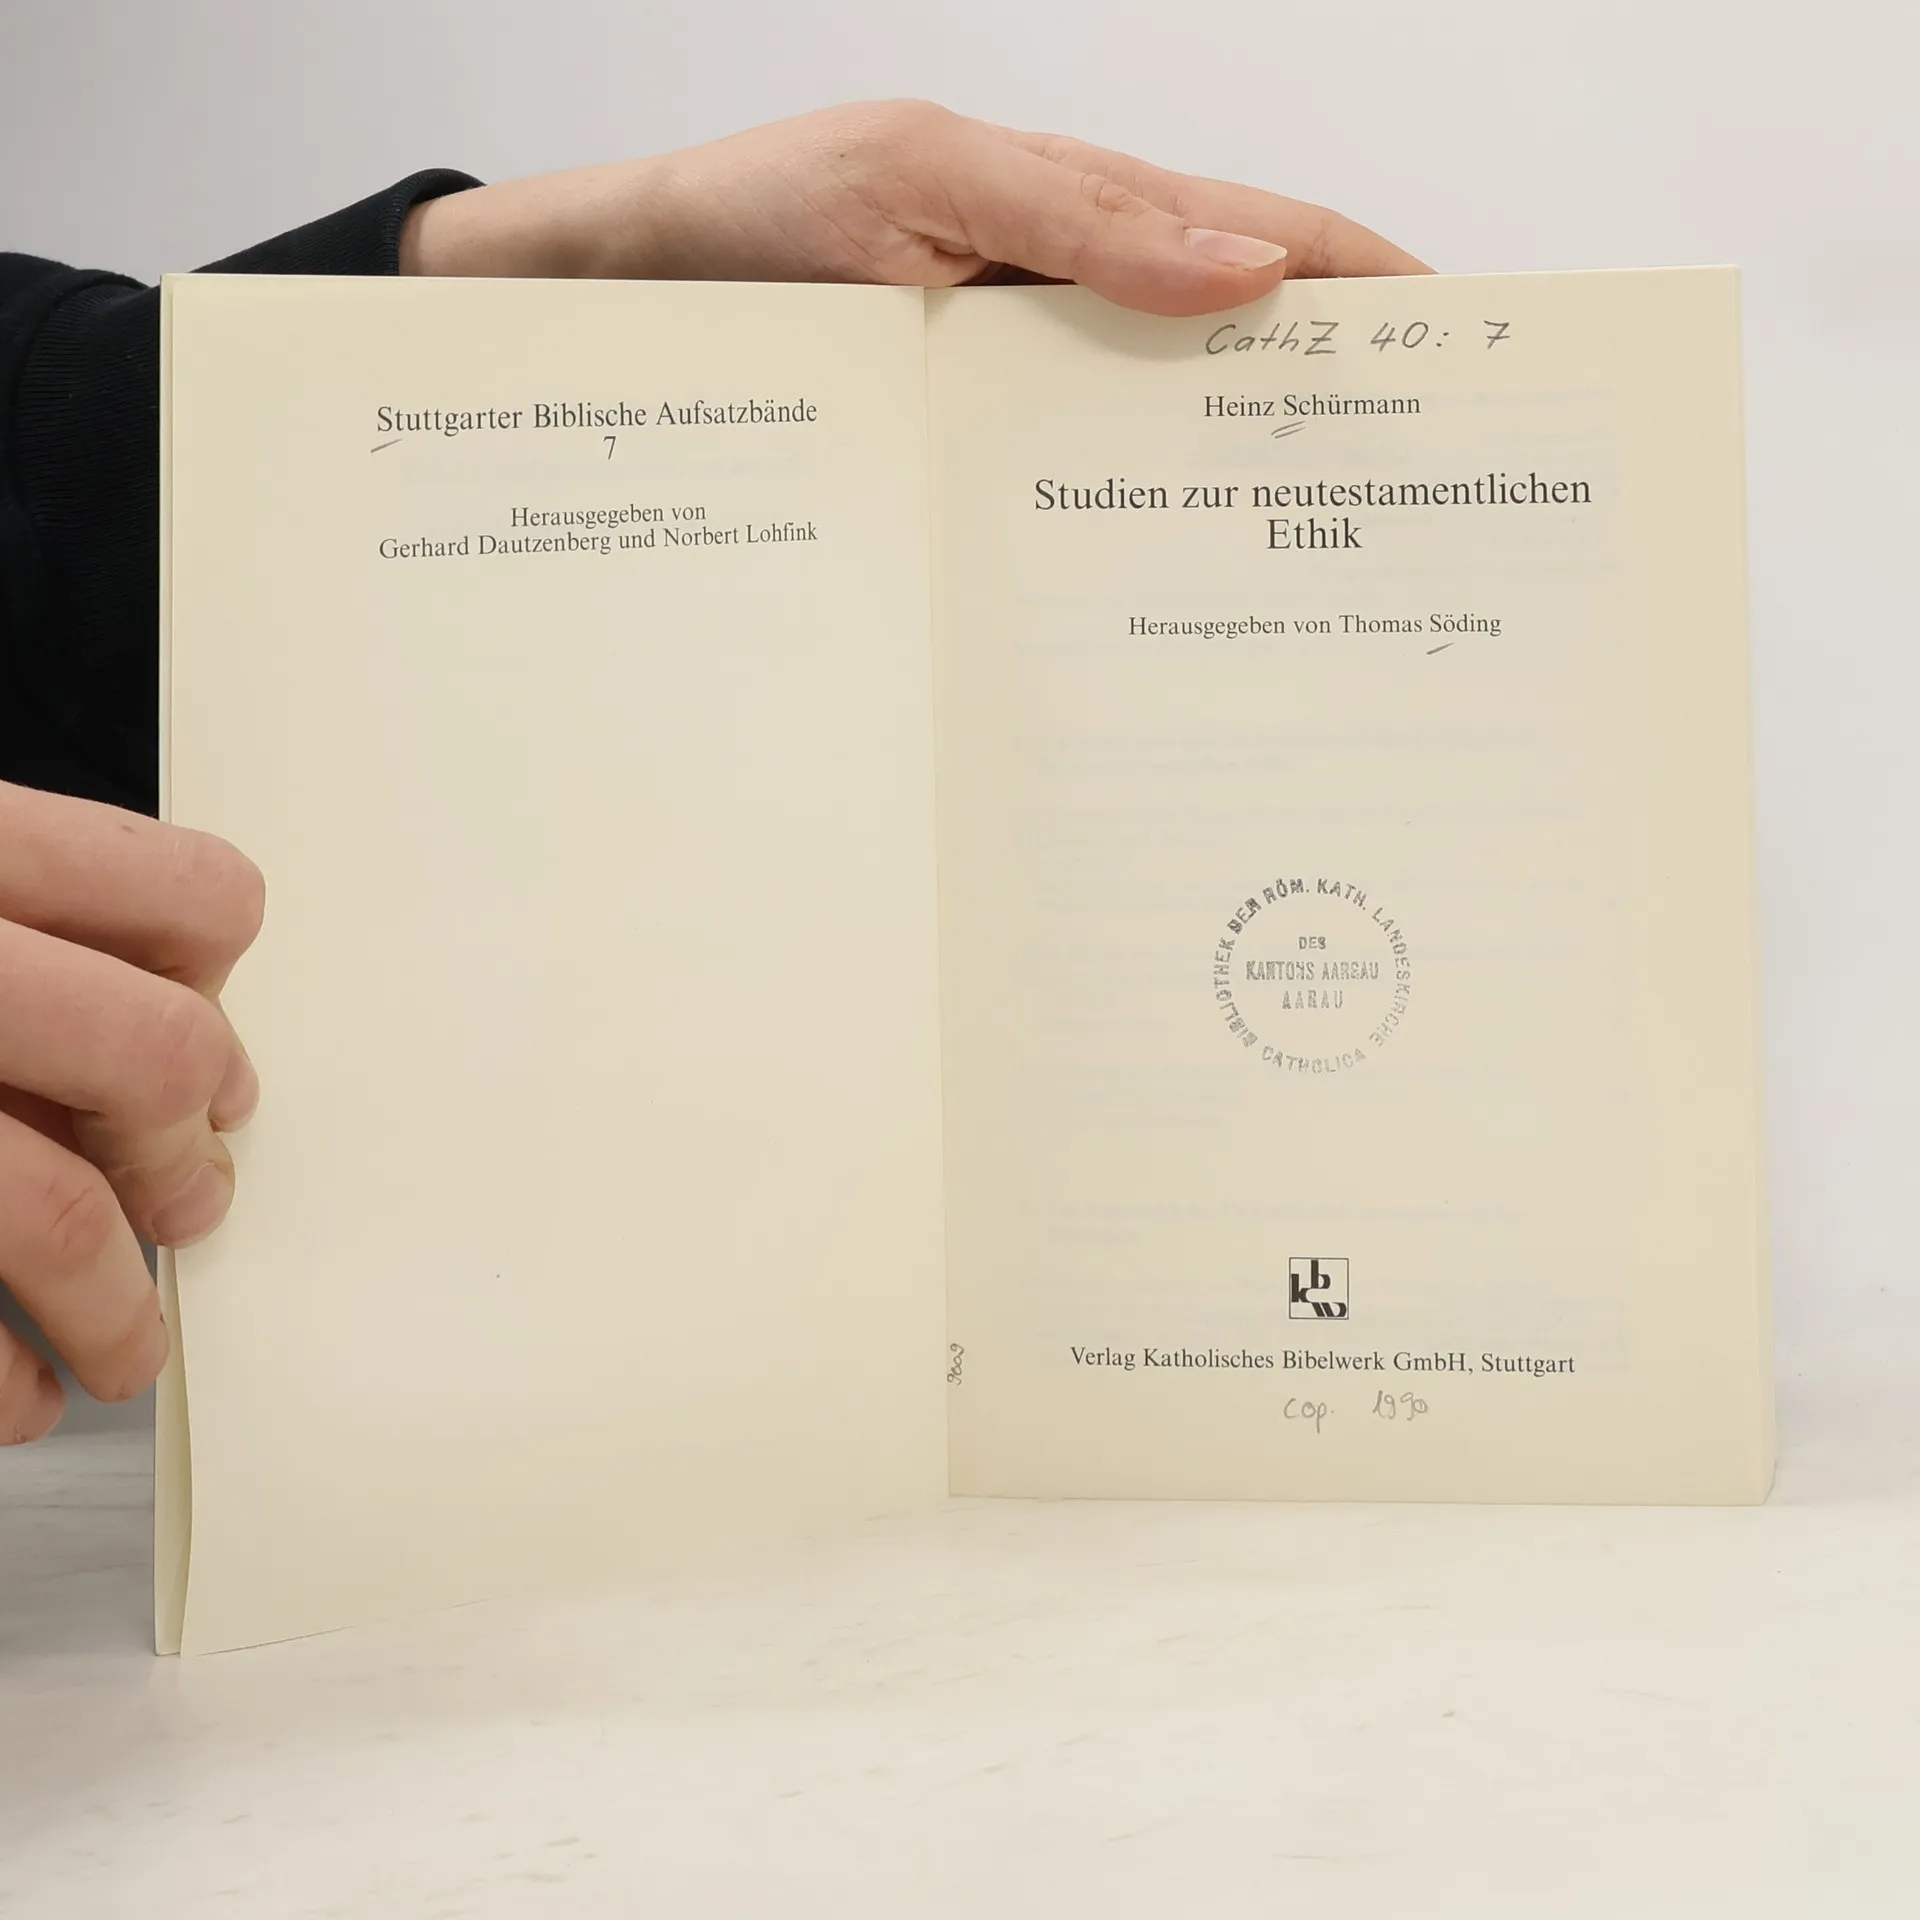 Stuttgarter Biblische Aufsatzbände
7
Herausgegeben von
Gerhard Dautzenberg und Norbert Lohfink
CathZ 40: 7
Heinz Schürmann
Studien zur neutestamentlichen
Ethik
Herausgegeben von Thomas Söding
BIBLIOTHEK DER RÖM. KATH. LANDESKIRCHE
DES
KANTONS AARGAU
AARAU
CATHOLICA
kbw
Verlag Katholisches Bibelwerk GmbH, Stuttgart
cop. 1990